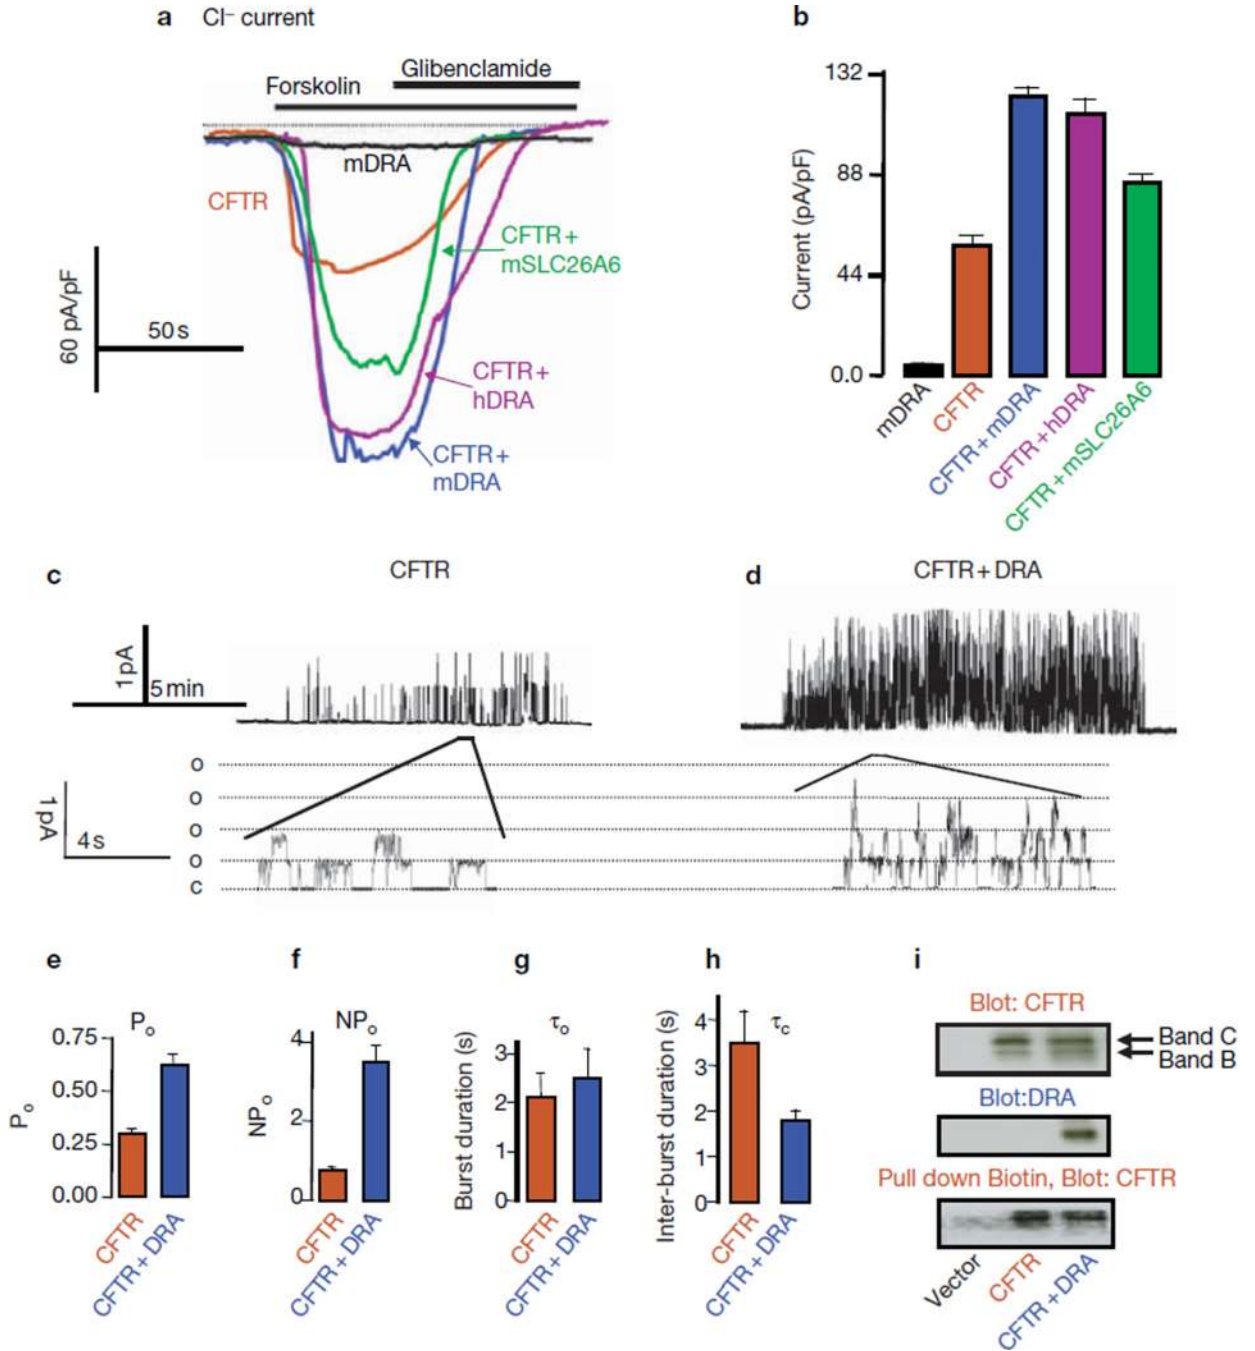 a Cl⁻ current
Forskolin
Glibenclamide
mDRA
CFTR
CFTR +
mSLC26A6
CFTR +
hDRA
CFTR +
mDRA
60 pA/pF
50 s
b
Current (pA/pF)
132
88
44
0.0
mDRA
CFTR
CFTR + mDRA
CFTR + hDRA
CFTR + mSLC26A6
c CFTR
1 pA
5 min
d CFTR + DRA
1 pA
4 s
o
o
o
o
c
e
Pₒ
Pₒ
0.75
0.50
0.25
0.00
CFTR
CFTR + DRA
f
NPₒ
NPₒ
4
2
0
CFTR
CFTR + DRA
g
τₒ
Burst duration (s)
3
2
1
0
CFTR
CFTR + DRA
h
τc
Inter-burst duration (s)
4
3
2
1
0
CFTR
CFTR + DRA
i
Blot: CFTR
Band C
Band B
Blot:DRA
Pull down Biotin, Blot: CFTR
Vector
CFTR
CFTR + DRA